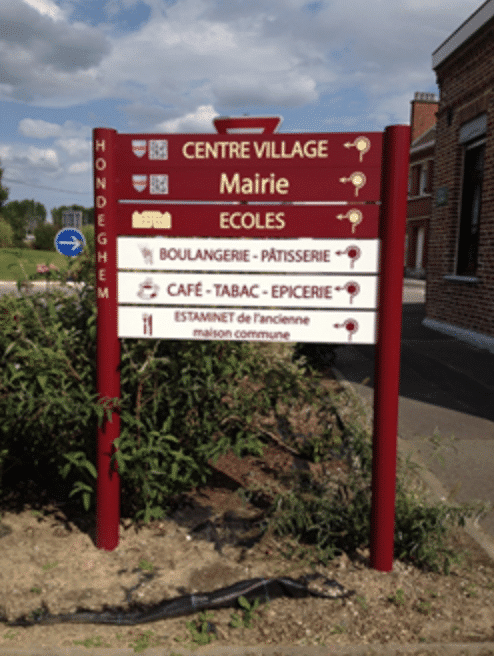 HONDEGHEM
CENTRE VILLAGE
Mairie
ECOLES
BOULANGERIE - PÂTISSERIE
CAFÉ - TABAC - EPICERIE
ESTAMINET de l'ancienne
maison commune